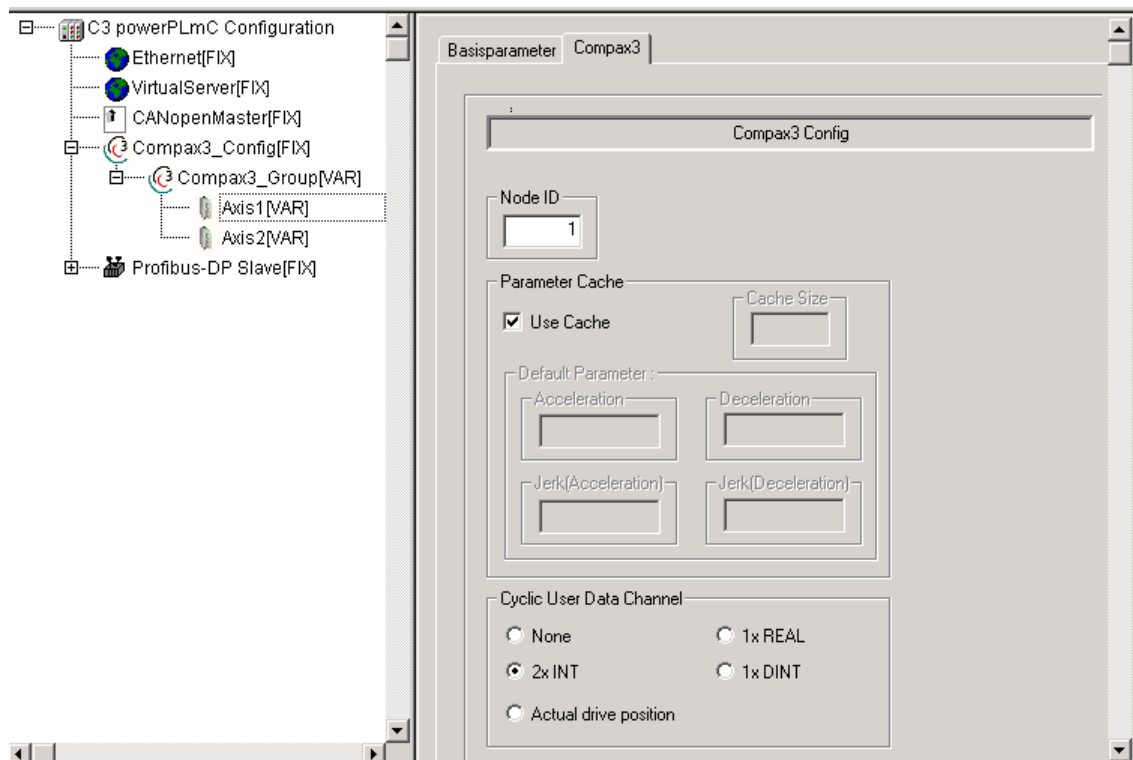 C3 powerPLmC Configuration
Ethernet[FIX]
VirtualServer[FIX]
CANopenMaster[FIX]
Compax3_Config[FIX]
Compax3_Group[VAR]
Axis1[VAR]
Axis2[VAR]
Profibus-DP Slave[FIX]
Basisparameter Compax3
:
Compax3 Config
Node ID
1
Parameter Cache
Use Cache
Cache Size
Default Parameter :
Acceleration Deceleration
Jerk(Acceleration) Jerk(Deceleration)
Cyclic User Data Channel
None 1x REAL
2x INT 1x DINT
Actual drive position